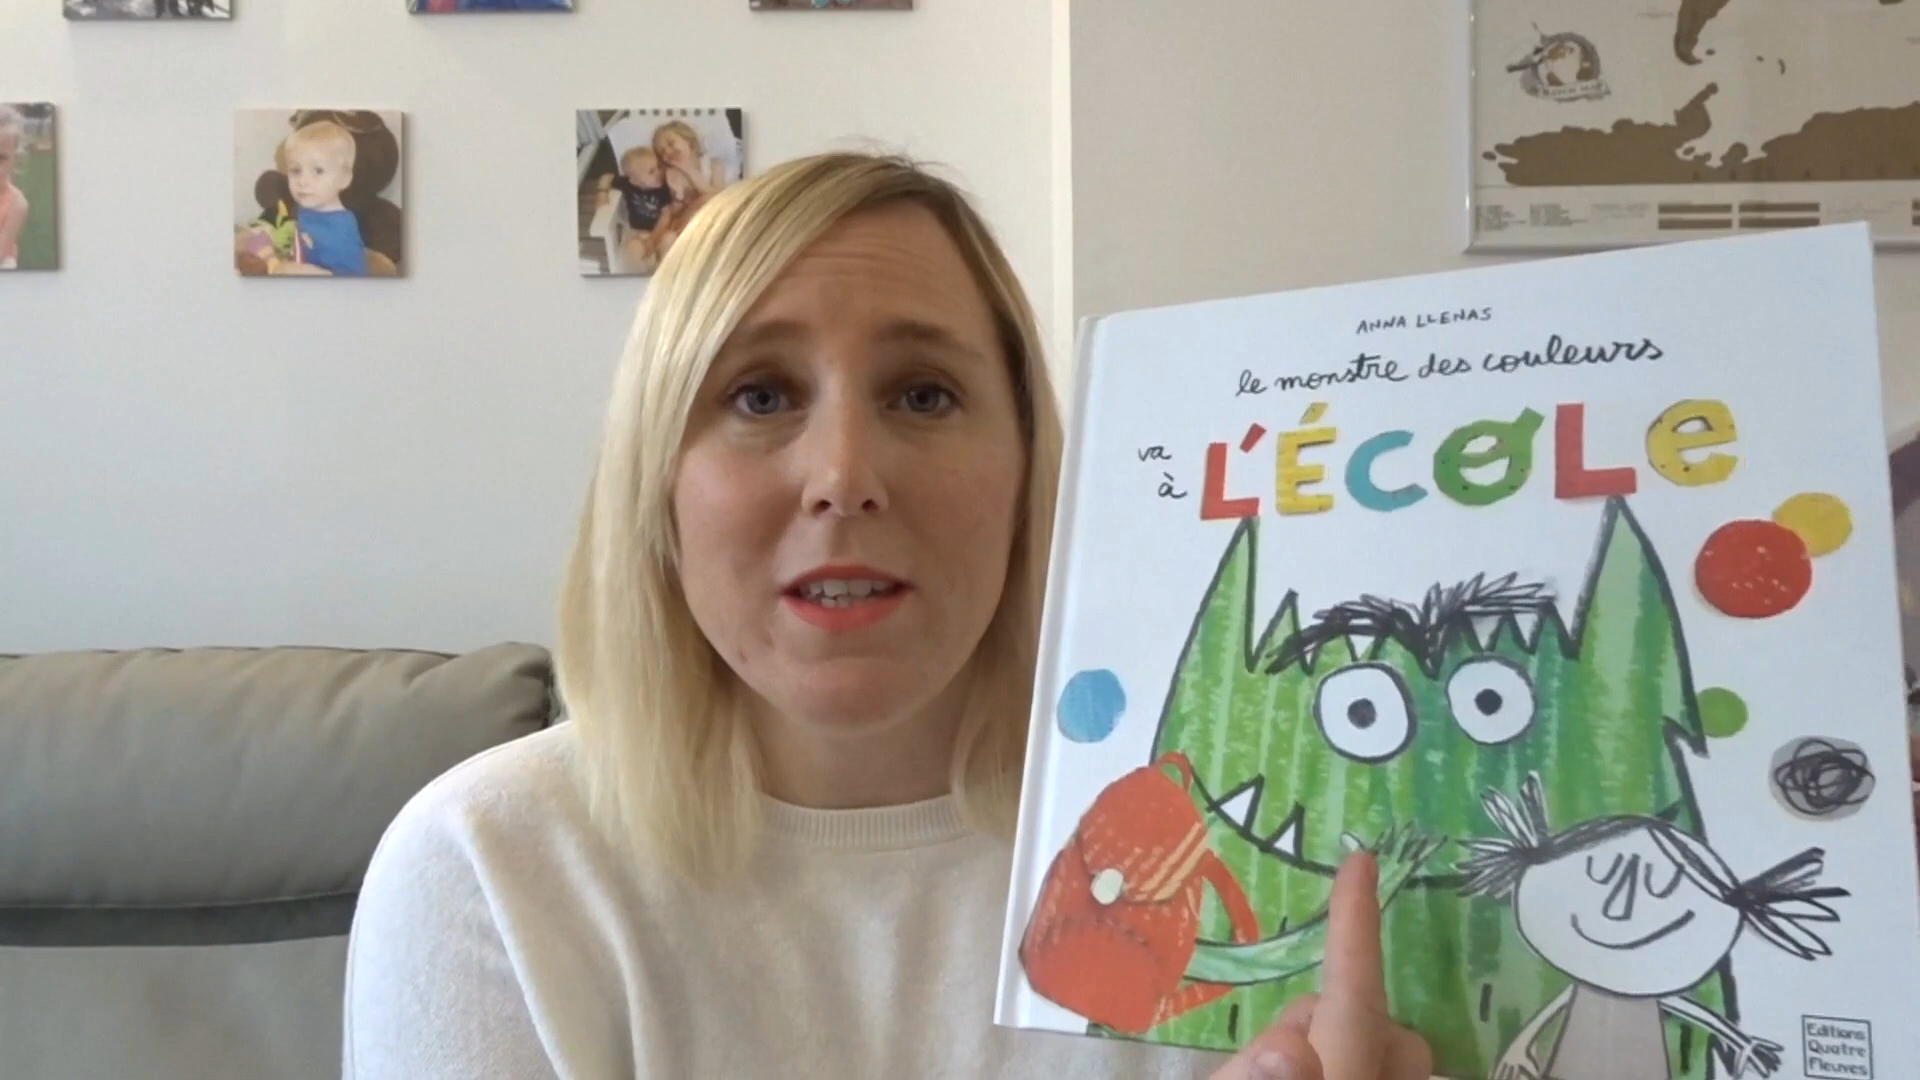 ANNA LLENAS
le monstre des couleurs
va
à L'ÉCOLE
Editions
Quatre
Fleuves